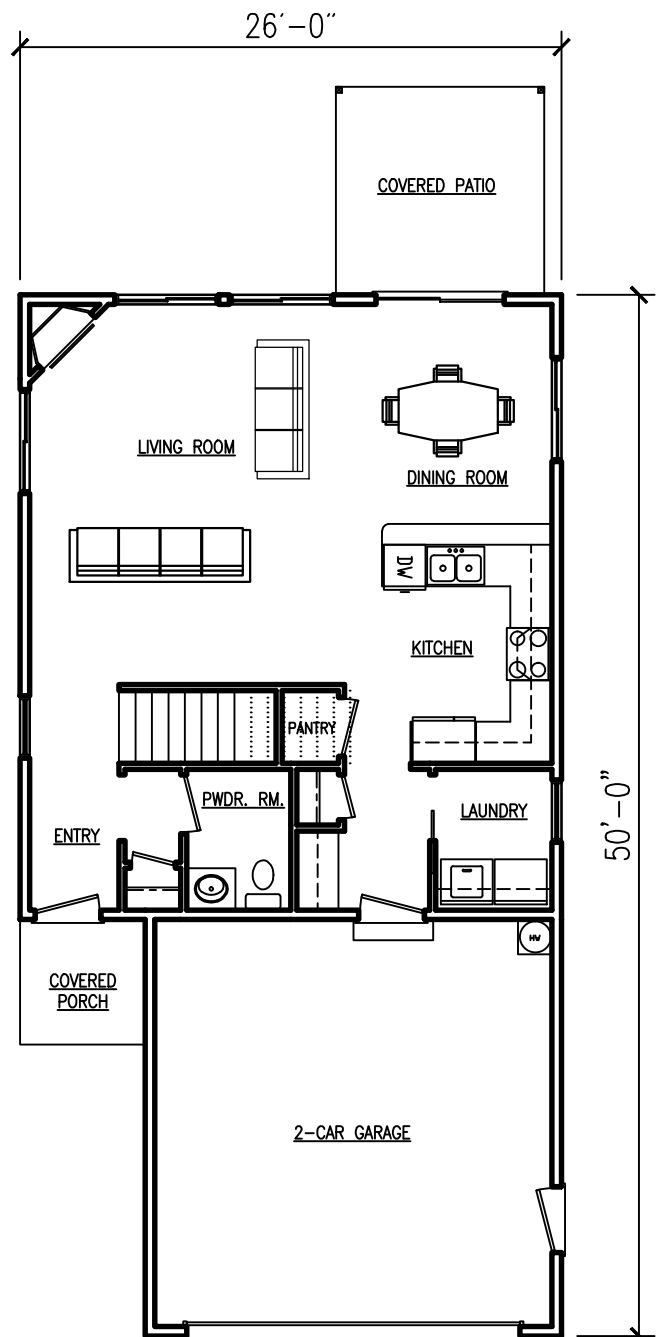 26'-0"
COVERED PATIO
LIVING ROOM
DINING ROOM
DW
KITCHEN
PANTRY
PWDR. RM.
LAUNDRY
ENTRY
50'-0"
HW
COVERED
PORCH
2-CAR GARAGE